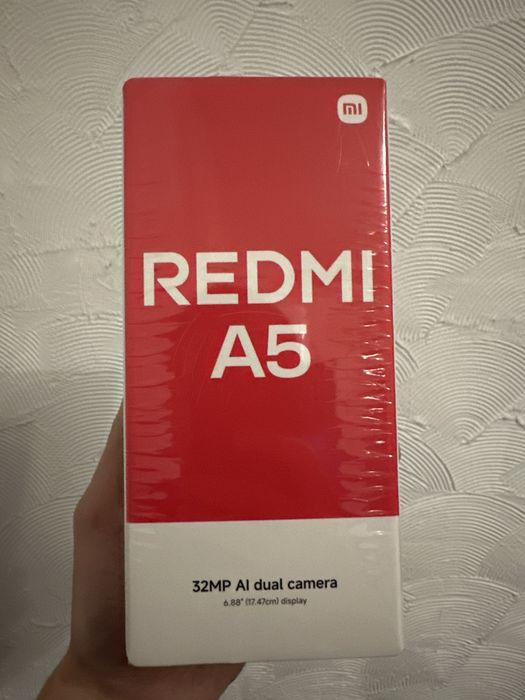 mi
REDMI
A5
32MP AI dual camera
6.88" (17.47cm) display